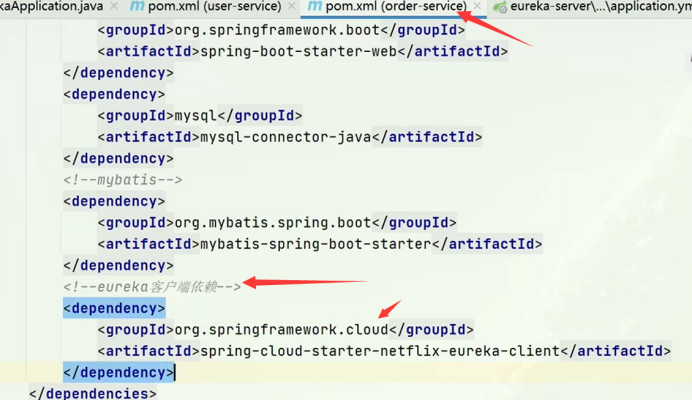 kaApplication.java × pom.xml (user-service) × pom.xml (order-service) × eureka-server\...\application.ym
<groupId>org.springframework.boot</groupId>
<artifactId>spring-boot-starter-web</artifactId>
</dependency>
<dependency>
<groupId>mysql</groupId>
<artifactId>mysql-connector-java</artifactId>
</dependency>
<!--mybatis-->
<dependency>
<groupId>org.mybatis.spring.boot</groupId>
<artifactId>mybatis-spring-boot-starter</artifactId>
</dependency>
<!--eureka客户端依赖-->
<dependency>
<groupId>org.springframework.cloud</groupId>
<artifactId>spring-cloud-starter-netflix-eureka-client</artifactId>
</dependency>
</dependencies>